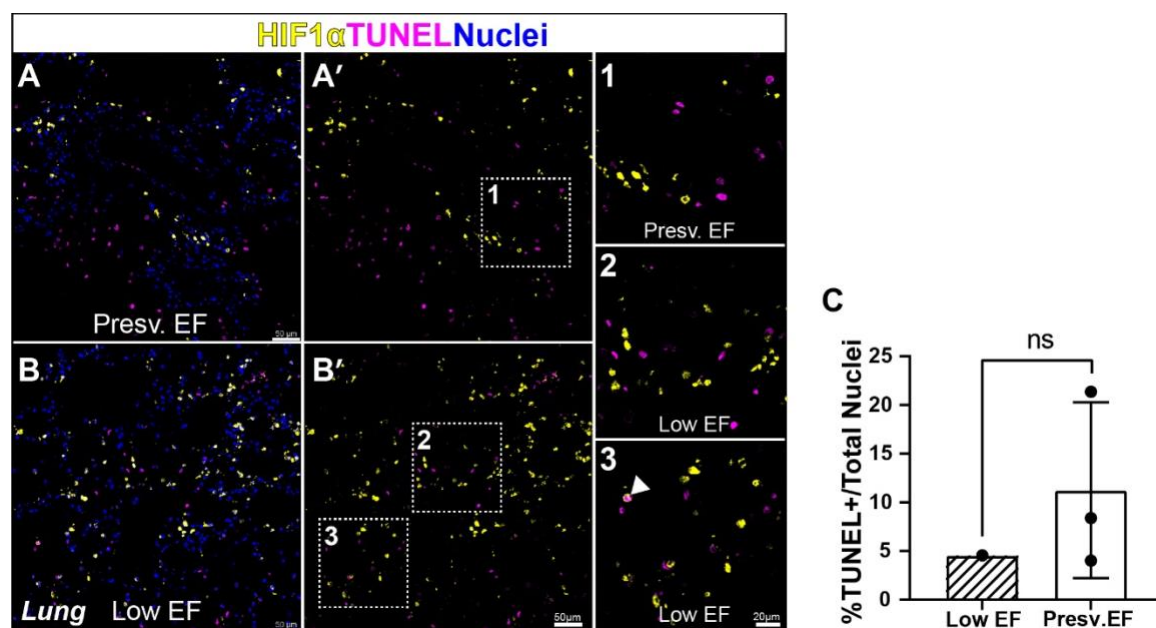 HIF1αTUNELNuclei
A
Presv. EF
50 μm
A′
1
1
Presv. EF
B
Lung Low EF
50 μm
B′
2
3
50μm
2
Low EF
3
Low EF
20μm
C
ns
%TUNEL+/Total Nuclei
25
20
15
10
5
0
Low EF
Presv.EF